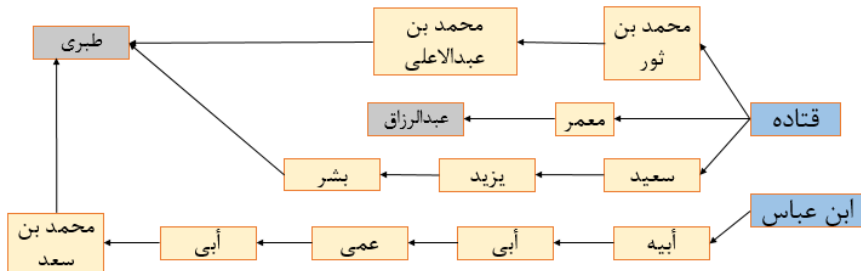 طبری
محمد بن
عبدالاعلی
محمد بن
ثور
عبدالرزاق
معمر
قتاده
بشر
یزید
سعید
ابن عباس
محمد بن
سعد
أبی
عمی
أبی
أبیه